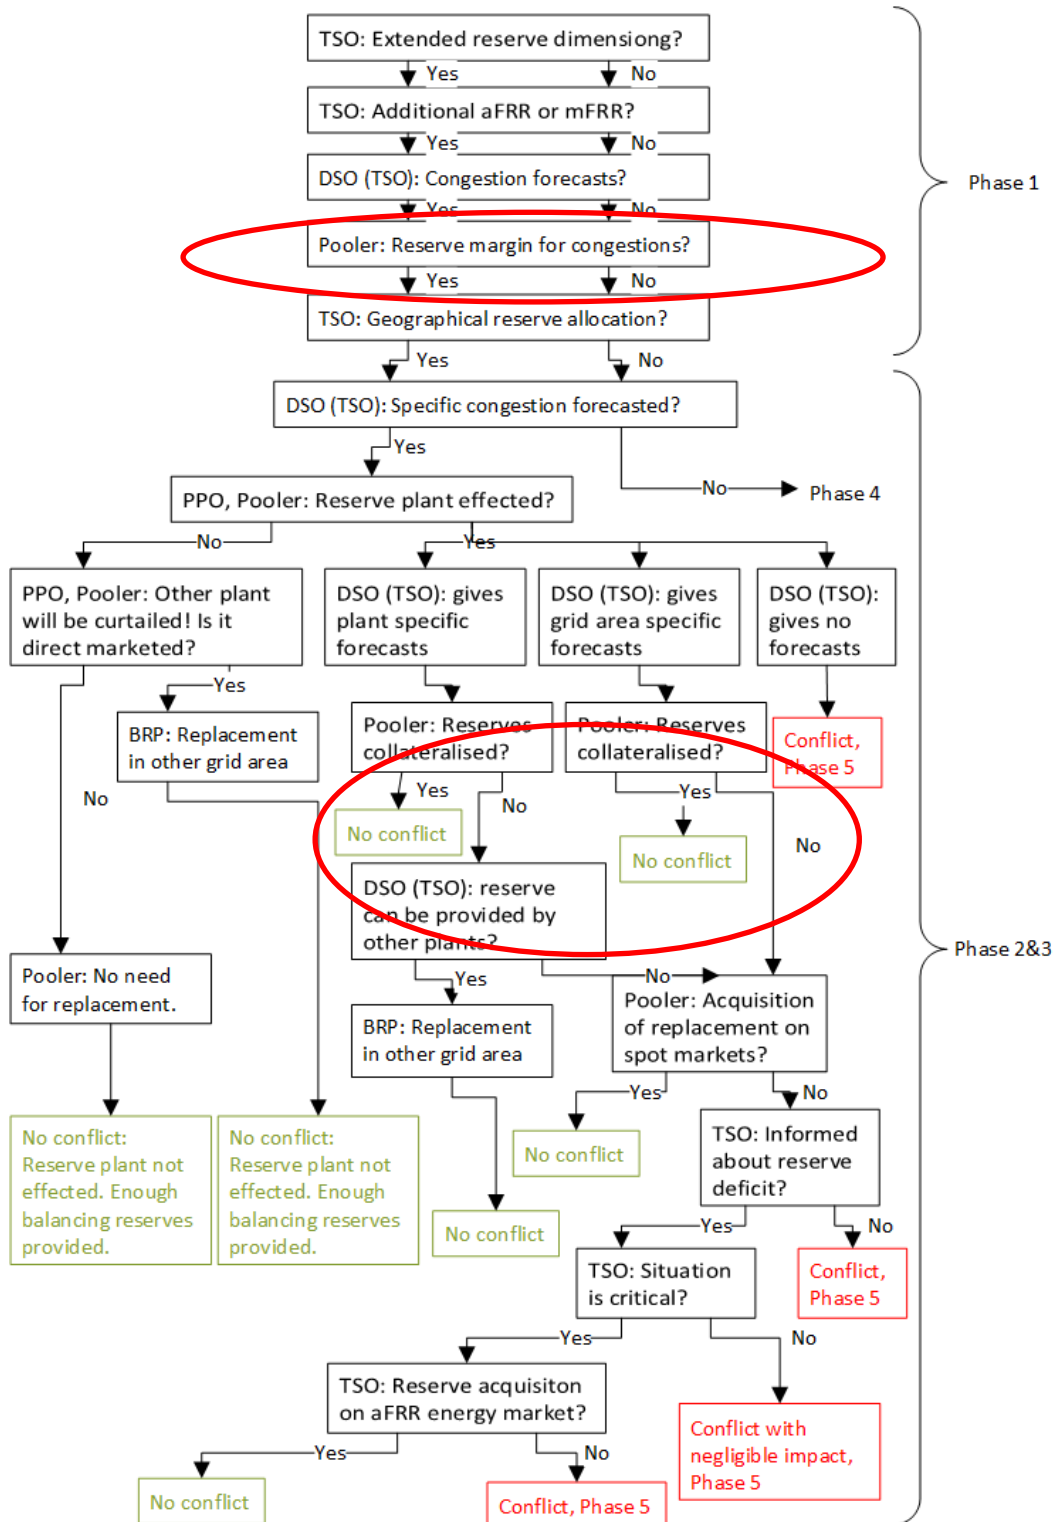 TSO: Extended reserve dimensiong?
Yes
No
TSO: Additional aFRR or mFRR?
Yes
No
DSO (TSO): Congestion forecasts?
Yes
No
Phase 1
Pooler: Reserve margin for congestions?
Yes
No
TSO: Geographical reserve allocation?
Yes
No
DSO (TSO): Specific congestion forecasted?
Yes
No
Phase 4
PPO, Pooler: Reserve plant effected?
No
Yes
PPO, Pooler: Other plant
will be curtailed! Is it
direct marketed?
DSO (TSO): gives
plant specific
forecasts
DSO (TSO): gives
grid area specific
forecasts
DSO (TSO):
gives no
forecasts
Yes
No
BRP: Replacement
in other grid area
Pooler: Reserves
collateralised?
Pooler: Reserves
collateralised?
Conflict,
Phase 5
Yes
No
Yes
No
No conflict
No conflict
DSO (TSO): reserve
can be provided by
other plants?
Phase 2&3
Pooler: No need
for replacement.
Yes
No
Pooler: Acquisition
of replacement on
spot markets?
BRP: Replacement
in other grid area
Yes
No
No conflict:
Reserve plant not
effected. Enough
balancing reserves
provided.
No conflict:
Reserve plant not
effected. Enough
balancing reserves
provided.
No conflict
No conflict
TSO: Informed
about reserve
deficit?
Yes
No
TSO: Situation
is critical?
Conflict,
Phase 5
Yes
No
TSO: Reserve acquisiton
on aFRR energy market?
Conflict with
negligible impact,
Phase 5
Yes
No
No conflict
Conflict, Phase 5